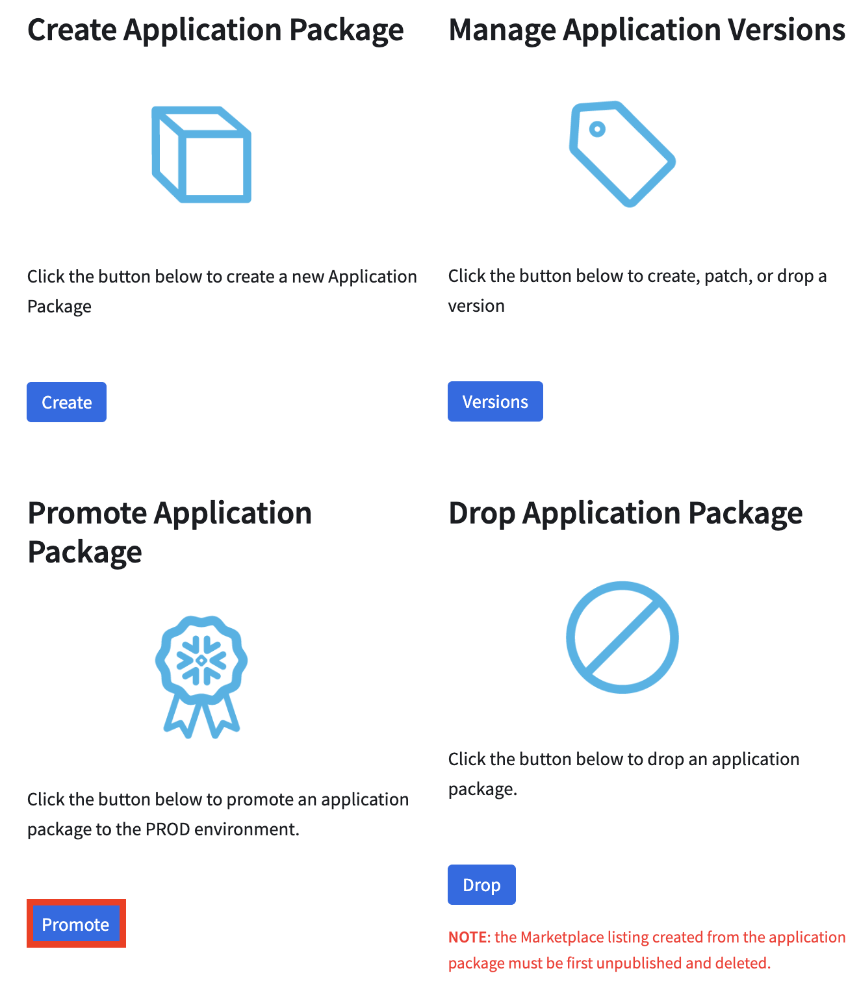 Create Application Package
Click the button below to create a new Application
Package
Create
Manage Application Versions
Click the button below to create, patch, or drop a
version
Versions
Promote Application
Package
Click the button below to promote an application
package to the PROD environment.
Promote
Drop Application Package
Click the button below to drop an application
package.
Drop
NOTE: the Marketplace listing created from the application
package must be first unpublished and deleted.